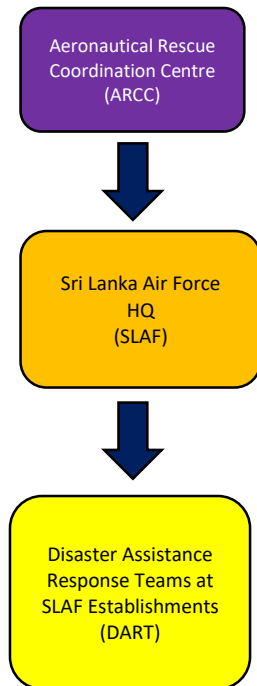 Aeronautical Rescue
Coordination Centre
(ARCC)
Sri Lanka Air Force
HQ
(SLAF)
Disaster Assistance
Response Teams at
SLAF Establishments
(DART)